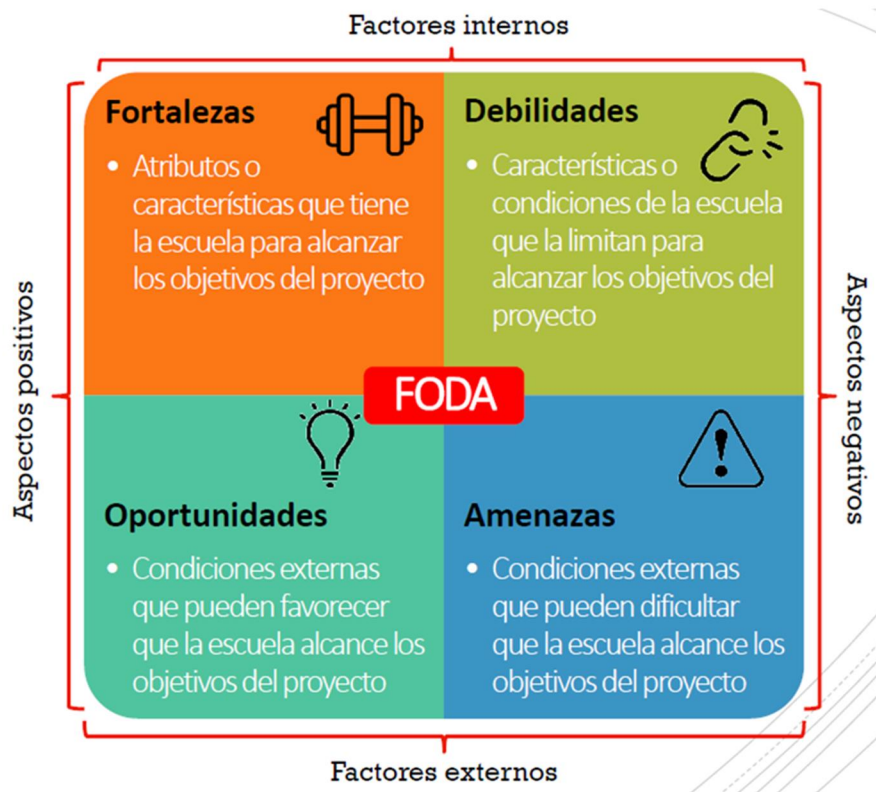 Factores internos
Fortalezas
• Atributos o
características que tiene
la escuela para alcanzar
los objetivos del proyecto
Debilidades
• Características o
condiciones de la escuela
que la limitan para
alcanzar los objetivos del
proyecto
Aspectos positivos
Aspectos negativos
FODA
Oportunidades
• Condiciones externas
que pueden favorecer
que la escuela alcance los
objetivos del proyecto
Amenazas
• Condiciones externas
que pueden dificultar
que la escuela alcance los
objetivos del proyecto
Factores externos